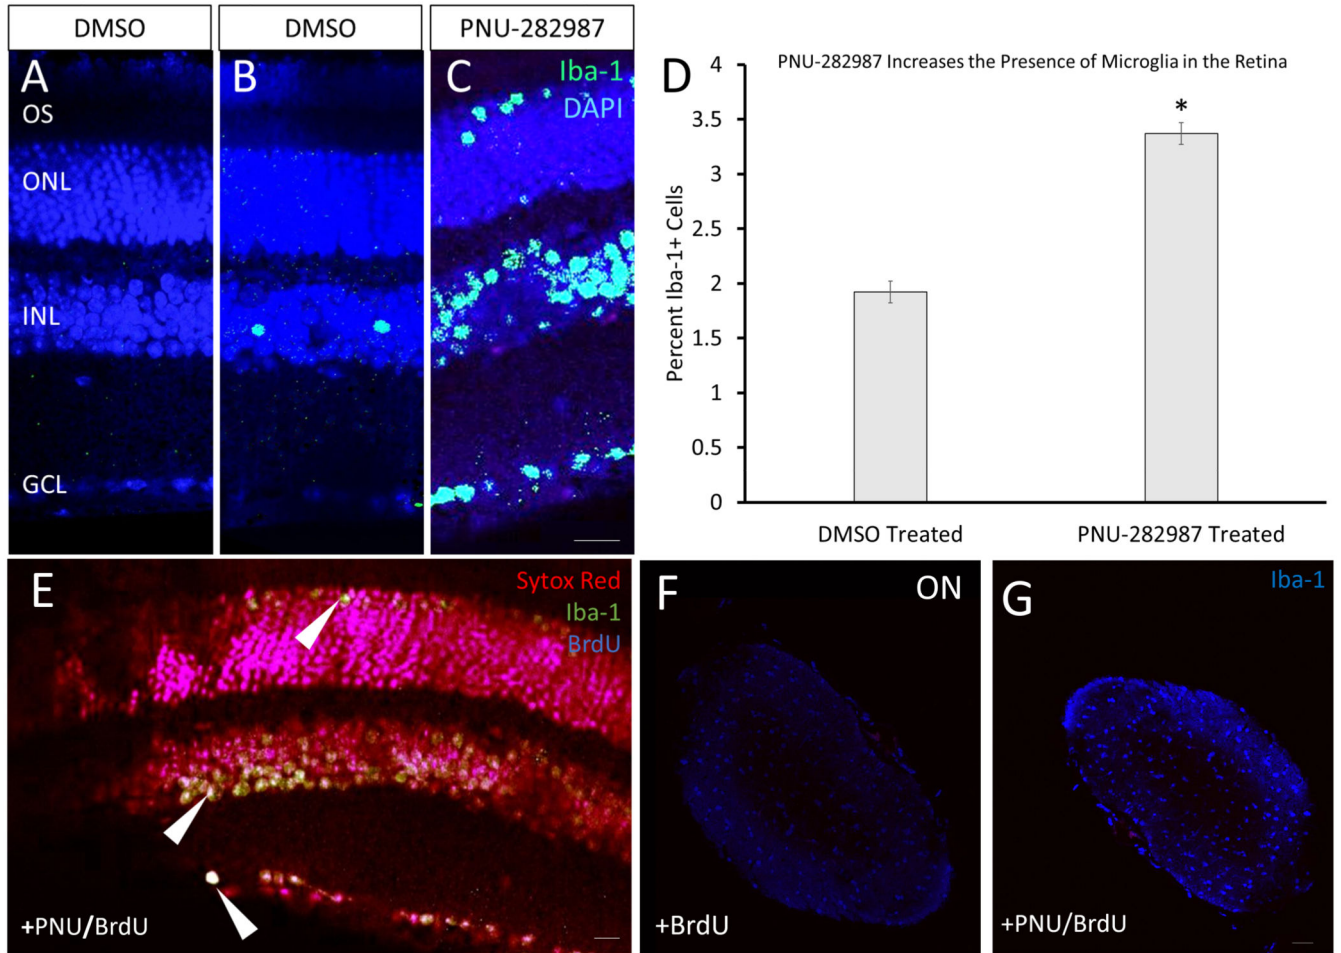 DMSO
DMSO
PNU-282987
A
OS
ONL
INL
GCL
B
C
Iba-1
DAPI
D
PNU-282987 Increases the Presence of Microglia in the Retina
Percent Iba-1+ Cells
4
3.5
3
2.5
2
1.5
1
0.5
0
*
DMSO Treated
PNU-282987 Treated
E
Sytox Red
Iba-1
BrdU
+PNU/BrdU
F
ON
+BrdU
G
Iba-1
+PNU/BrdU